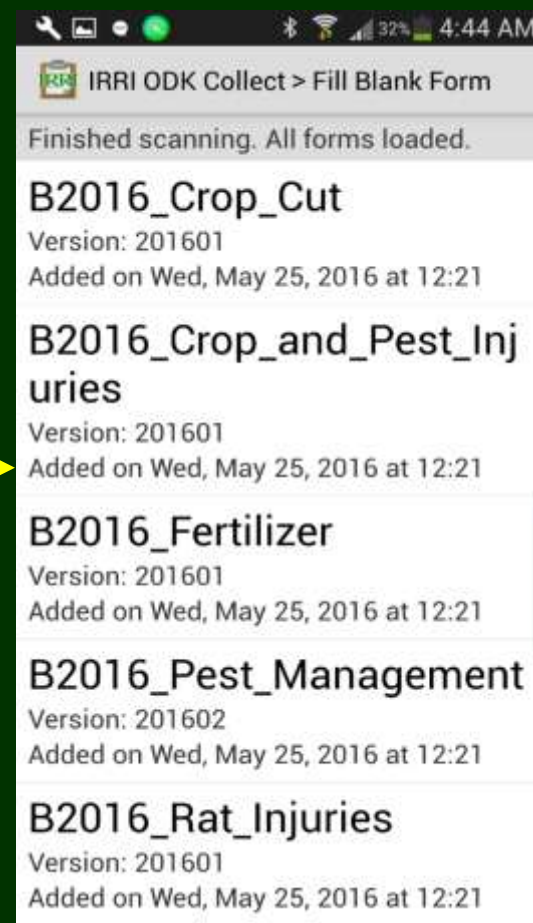 32% 4:44 AM
RR IRRI ODK Collect > Fill Blank Form
Finished scanning. All forms loaded.
B2016_Crop_Cut
Version: 201601
Added on Wed, May 25, 2016 at 12:21
B2016_Crop_and_Pest_Inj
uries
Version: 201601
Added on Wed, May 25, 2016 at 12:21
B2016_Fertilizer
Version: 201601
Added on Wed, May 25, 2016 at 12:21
B2016_Pest_Management
Version: 201602
Added on Wed, May 25, 2016 at 12:21
B2016_Rat_Injuries
Version: 201601
Added on Wed, May 25, 2016 at 12:21